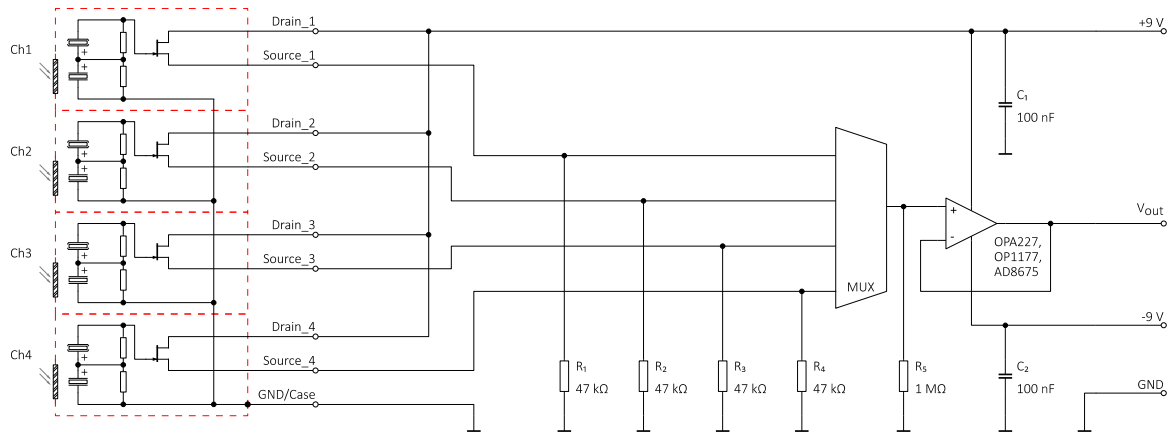 Drain_1
+9 V
Ch1
Source_1
C₁
100 nF
Drain_2
Ch2
Source_2
Drain_3
Vout
Ch3
Source_3
OPA227,
OP1177,
AD8675
MUX
-9 V
Drain_4
Ch4
Source_4
R₁
47 kΩ
R₂
47 kΩ
R₃
47 kΩ
R₄
47 kΩ
R₅
1 MΩ
C₂
100 nF
GND/Case
GND